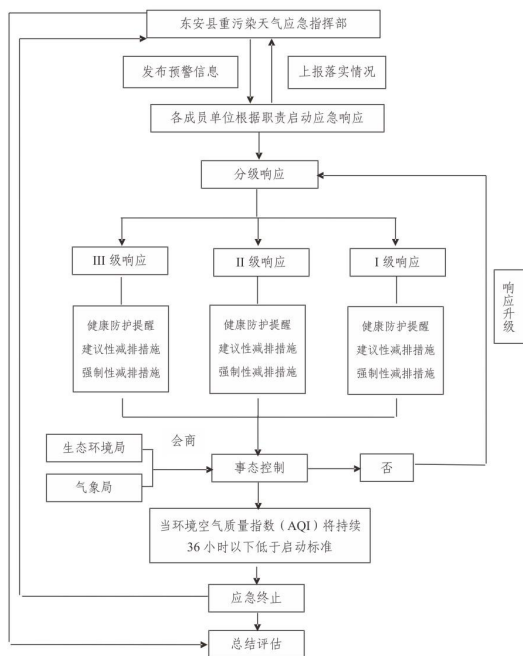 东安县重污染天气应急指挥部
发布预警信息
上报落实情况
各成员单位根据职责启动应急响应
分级响应
III 级响应
II 级响应
I 级响应
健康防护提醒
建议性减排措施
强制性减排措施
健康防护提醒
建议性减排措施
强制性减排措施
健康防护提醒
建议性减排措施
强制性减排措施
响应升级
生态环境局
气象局
会商
事态控制
否
当环境空气质量指数（AQI）将持续
36 小时以下低于启动标准
应急终止
总结评估